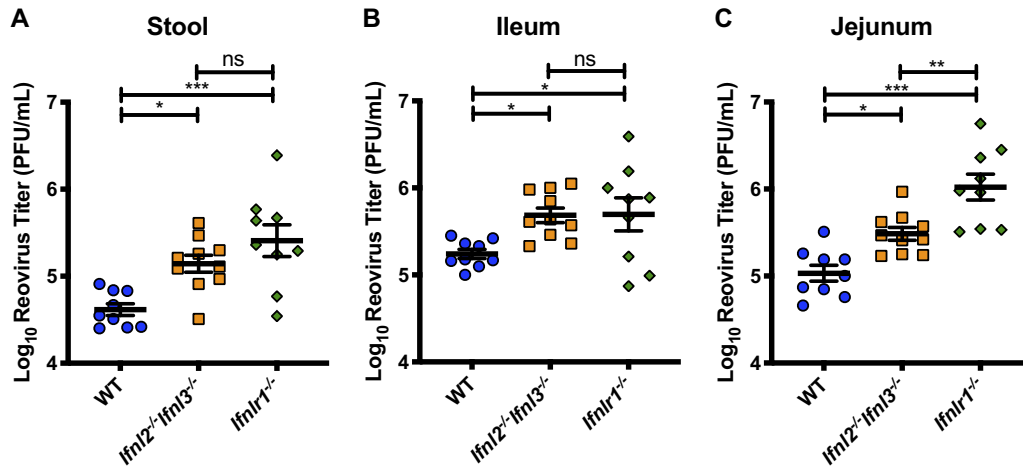 A
Stool
ns
***
*
Log10 Reovirus Titer (PFU/mL)
7
6
5
4
WT
Ifnl2-/-Ifnl3-/-
Ifnlr1-/-
B
Ileum
ns
*
*
Log10 Reovirus Titer (PFU/mL)
7
6
5
4
WT
Ifnl2-/-Ifnl3-/-
Ifnlr1-/-
C
Jejunum
**
***
*
Log10 Reovirus Titer (PFU/mL)
7
6
5
4
WT
Ifnl2-/-Ifnl3-/-
Ifnlr1-/-